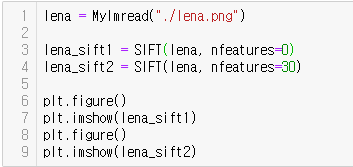 1 lena = MyImread("./lena.png")
2
3 lena_sift1 = SIFT(lena, nfeatures=0)
4 lena_sift2 = SIFT(lena, nfeatures=30)
5
6 plt.figure()
7 plt.imshow(lena_sift1)
8 plt.figure()
9 plt.imshow(lena_sift2)